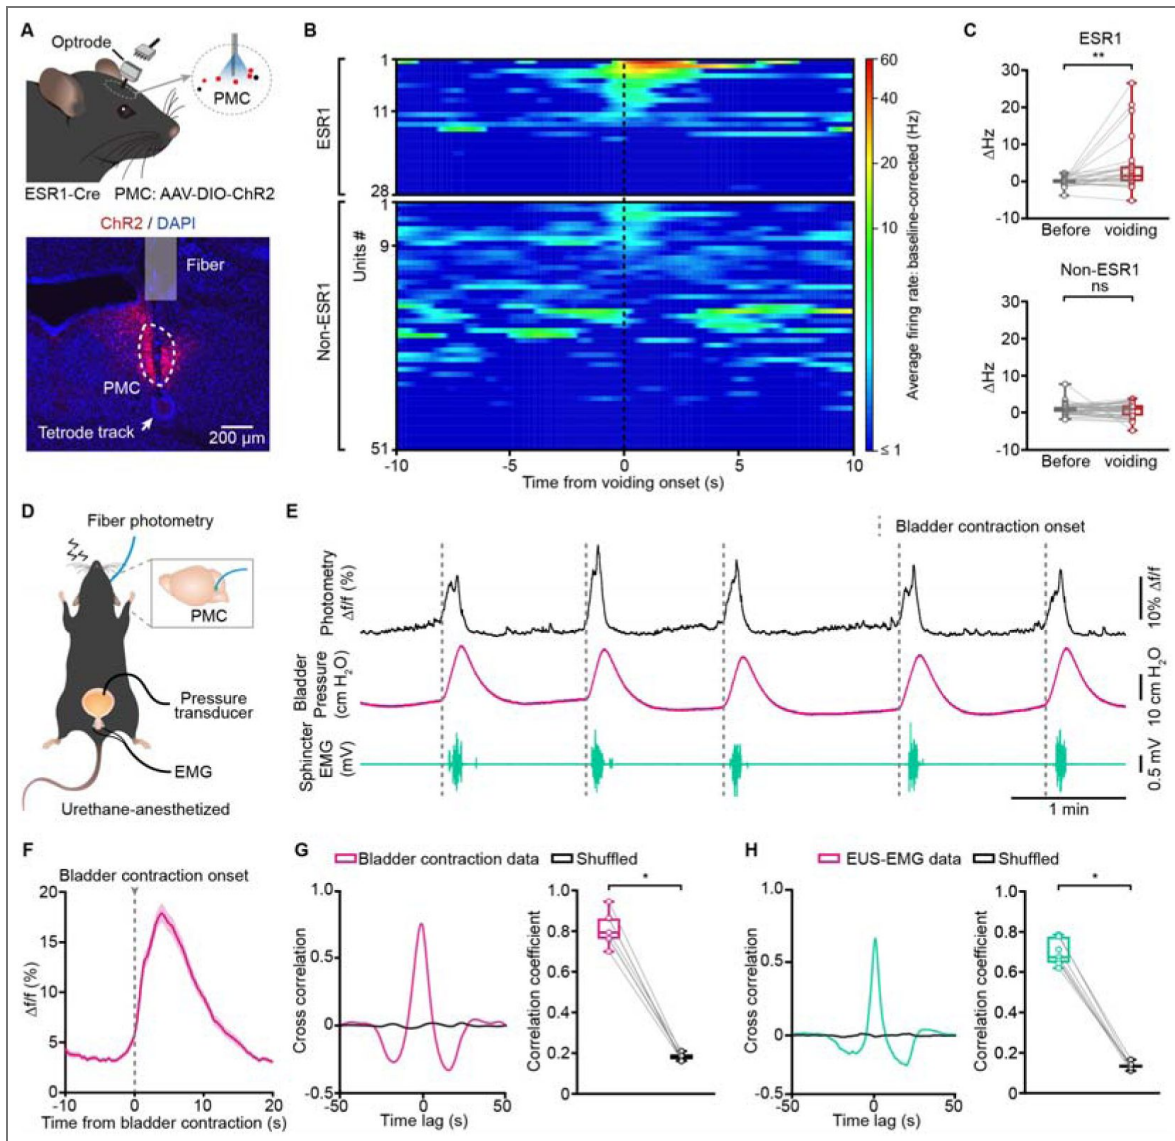 A
Optrode
PMC
ESR1-Cre PMC: AAV-DIO-ChR2
ChR2 / DAPI
Fiber
PMC
Tetrode track
200 µm
B
ESR1
Non-ESR1
Units #
1
11
28
1
9
51
-10
-5
0
5
10
Time from voiding onset (s)
60
40
20
10
≤ 1
Average firing rate: baseline-corrected (Hz)
C
ESR1
**
30
20
10
0
-10
ΔHz
Before voiding
Non-ESR1
ns
30
20
10
0
-10
ΔHz
Before voiding
D
Fiber photometry
PMC
Pressure
transducer
EMG
Urethane-anesthetized
E
Bladder contraction onset
Photometry
Δf/f (%)
10% Δf/f
Bladder
Pressure
(cm H₂O)
10 cm H₂O
Sphincter
EMG
(mV)
0.5 mV
1 min
F
Bladder contraction onset
20
15
10
5
0
Δf/f (%)
-10
0
10
20
Time from bladder contraction (s)
G
Bladder contraction data
Shuffled
1.0
0.5
0
-0.5
Cross correlation
-50
0
50
Time lag (s)
*
1.0
0.8
0.6
0.4
0.2
0
Correlation coefficient
H
EUS-EMG data
Shuffled
1.0
0.5
0
-0.5
Cross correlation
-50
0
50
Time lag (s)
*
1.0
0.8
0.6
0.4
0.2
0
Correlation coefficient